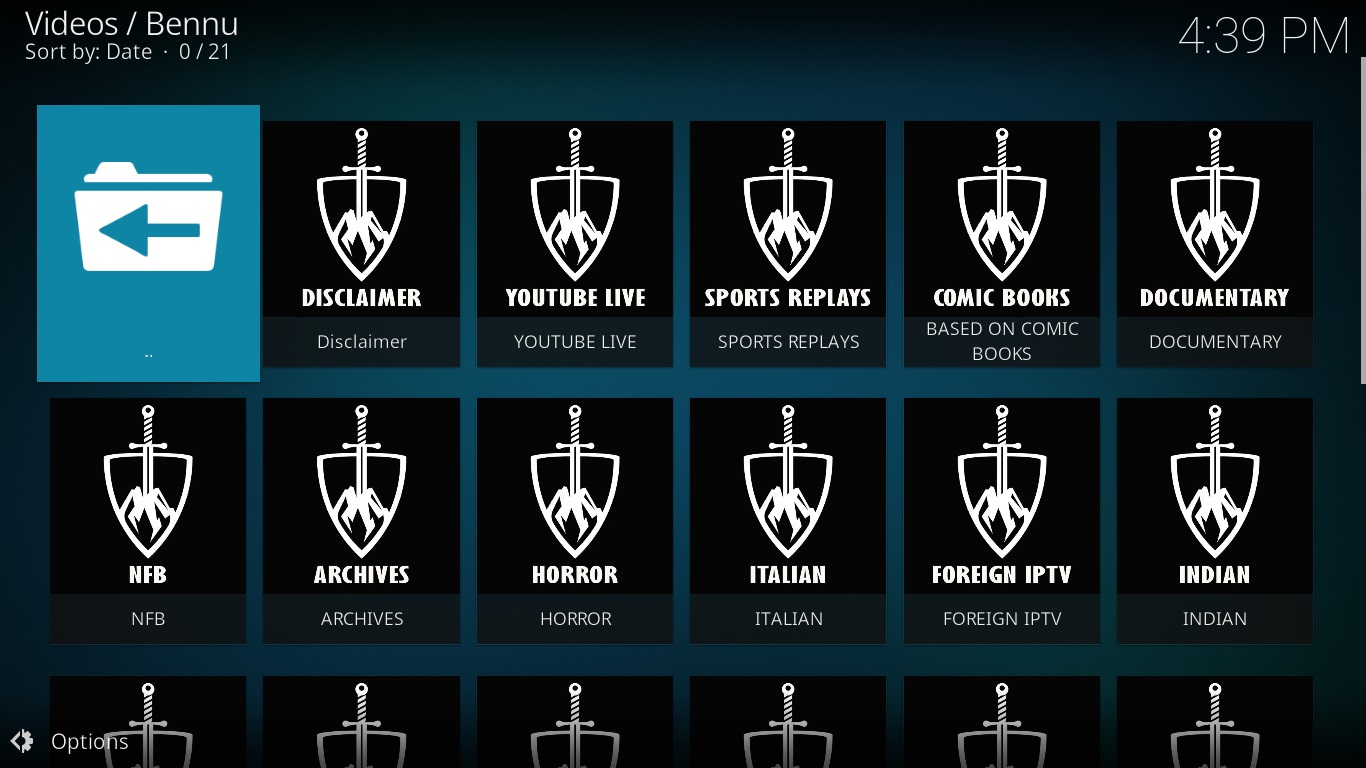 Videos / Bennu
Sort by: Date · 0 / 21
4:39 PM
..
DISCLAIMER
Disclaimer
YOUTUBE LIVE
YOUTUBE LIVE
SPORTS REPLAYS
SPORTS REPLAYS
COMIC BOOKS
BASED ON COMIC
BOOKS
DOCUMENTARY
DOCUMENTARY
NFB
NFB
ARCHIVES
ARCHIVES
HORROR
HORROR
ITALIAN
ITALIAN
FOREIGN IPTV
FOREIGN IPTV
INDIAN
INDIAN
Options